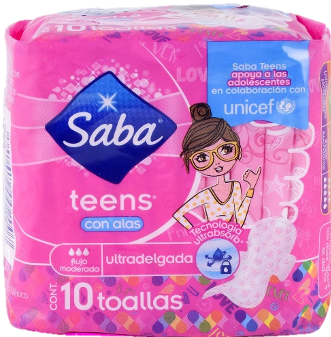 Saba Teens
apoya a las
adolescentes
en colaboración con
unicef
Saba
teens
con alas
Tecnología
ultrabsorb
flujo
moderado
ultradelgada
CONT.
10 toallas
LOVE